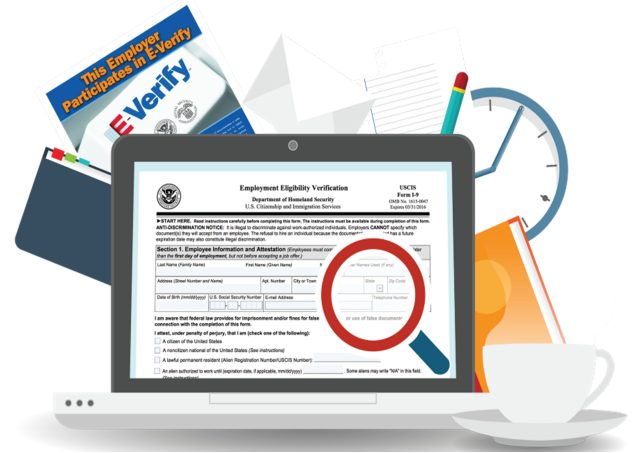 This Employer
Participates in E-Verify
E-Verify
Employment Eligibility Verification
Department of Homeland Security
U.S. Citizenship and Immigration Services
USCIS
Form I-9
OMB No. 1615-0047
Expires 03/31/2016
►START HERE. Read instructions carefully before completing this form. The instructions must be available during completion of this form.
ANTI-DISCRIMINATION NOTICE: It is illegal to discriminate against work-authorized individuals. Employers CANNOT specify which
document(s) they will accept from an employee. The refusal to hire an individual because the document has a future
expiration date may also constitute illegal discrimination.
Section 1. Employee Information and Attestation (Employees must
than the first day of employment, but not before accepting a job offer.)
Last Name (Family Name) First Name (Given Name) Names Used (if any)
Address (Street Number and Name) Apt. Number City or Town State Zip Code
Date of Birth (mm/dd/yyyy) U.S. Social Security Number E-mail Address Telephone Number
I am aware that federal law provides for imprisonment and/or fines for false or use of false documents
connection with the completion of this form.
I attest, under penalty of perjury, that I am (check one of the following):
A citizen of the United States
A noncitizen national of the United States (See instructions)
A lawful permanent resident (Alien Registration Number/USCIS Number):
An alien authorized to work until (expiration date, if applicable, mm/dd/yyyy) . Some aliens may write "N/A" in this field.
(See instructions)